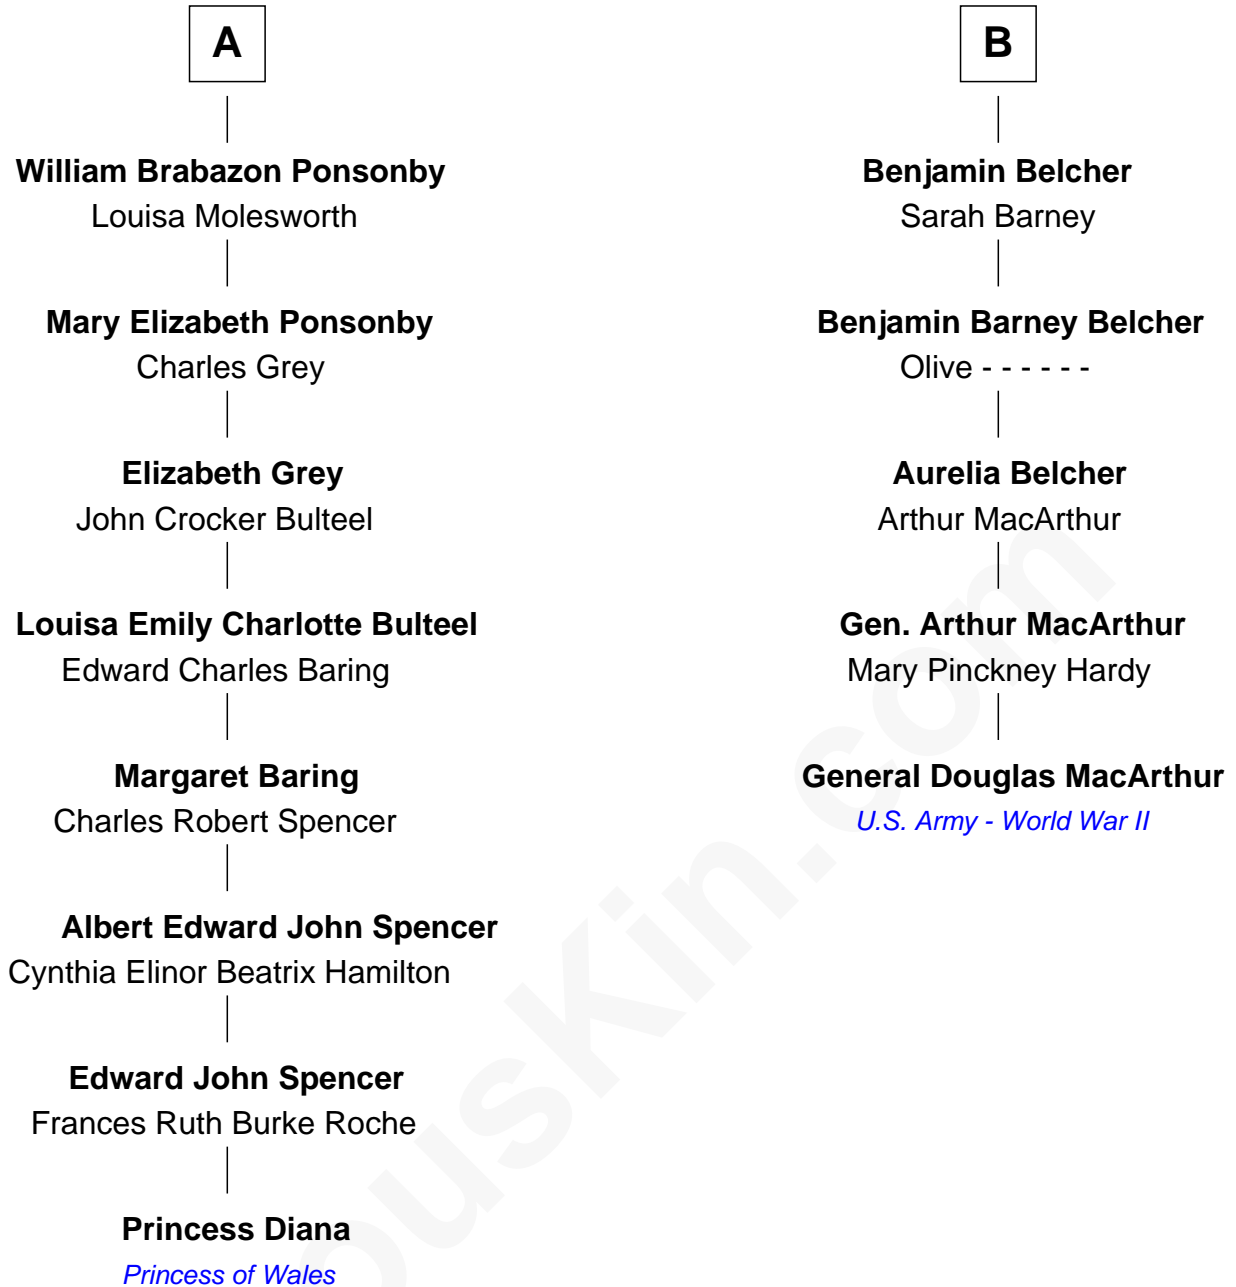 A
William Brabazon Ponsonby
Louisa Molesworth
Mary Elizabeth Ponsonby
Charles Grey
Elizabeth Grey
John Crocker Bulteel
Louisa Emily Charlotte Bulteel
Edward Charles Baring
Margaret Baring
Charles Robert Spencer
Albert Edward John Spencer
Cynthia Elinor Beatrix Hamilton
Edward John Spencer
Frances Ruth Burke Roche
Princess Diana
Princess of Wales
B
Benjamin Belcher
Sarah Barney
Benjamin Barney Belcher
Olive - - - - - -
Aurelia Belcher
Arthur MacArthur
Gen. Arthur MacArthur
Mary Pinckney Hardy
General Douglas MacArthur
U.S. Army - World War II
ousKin.com